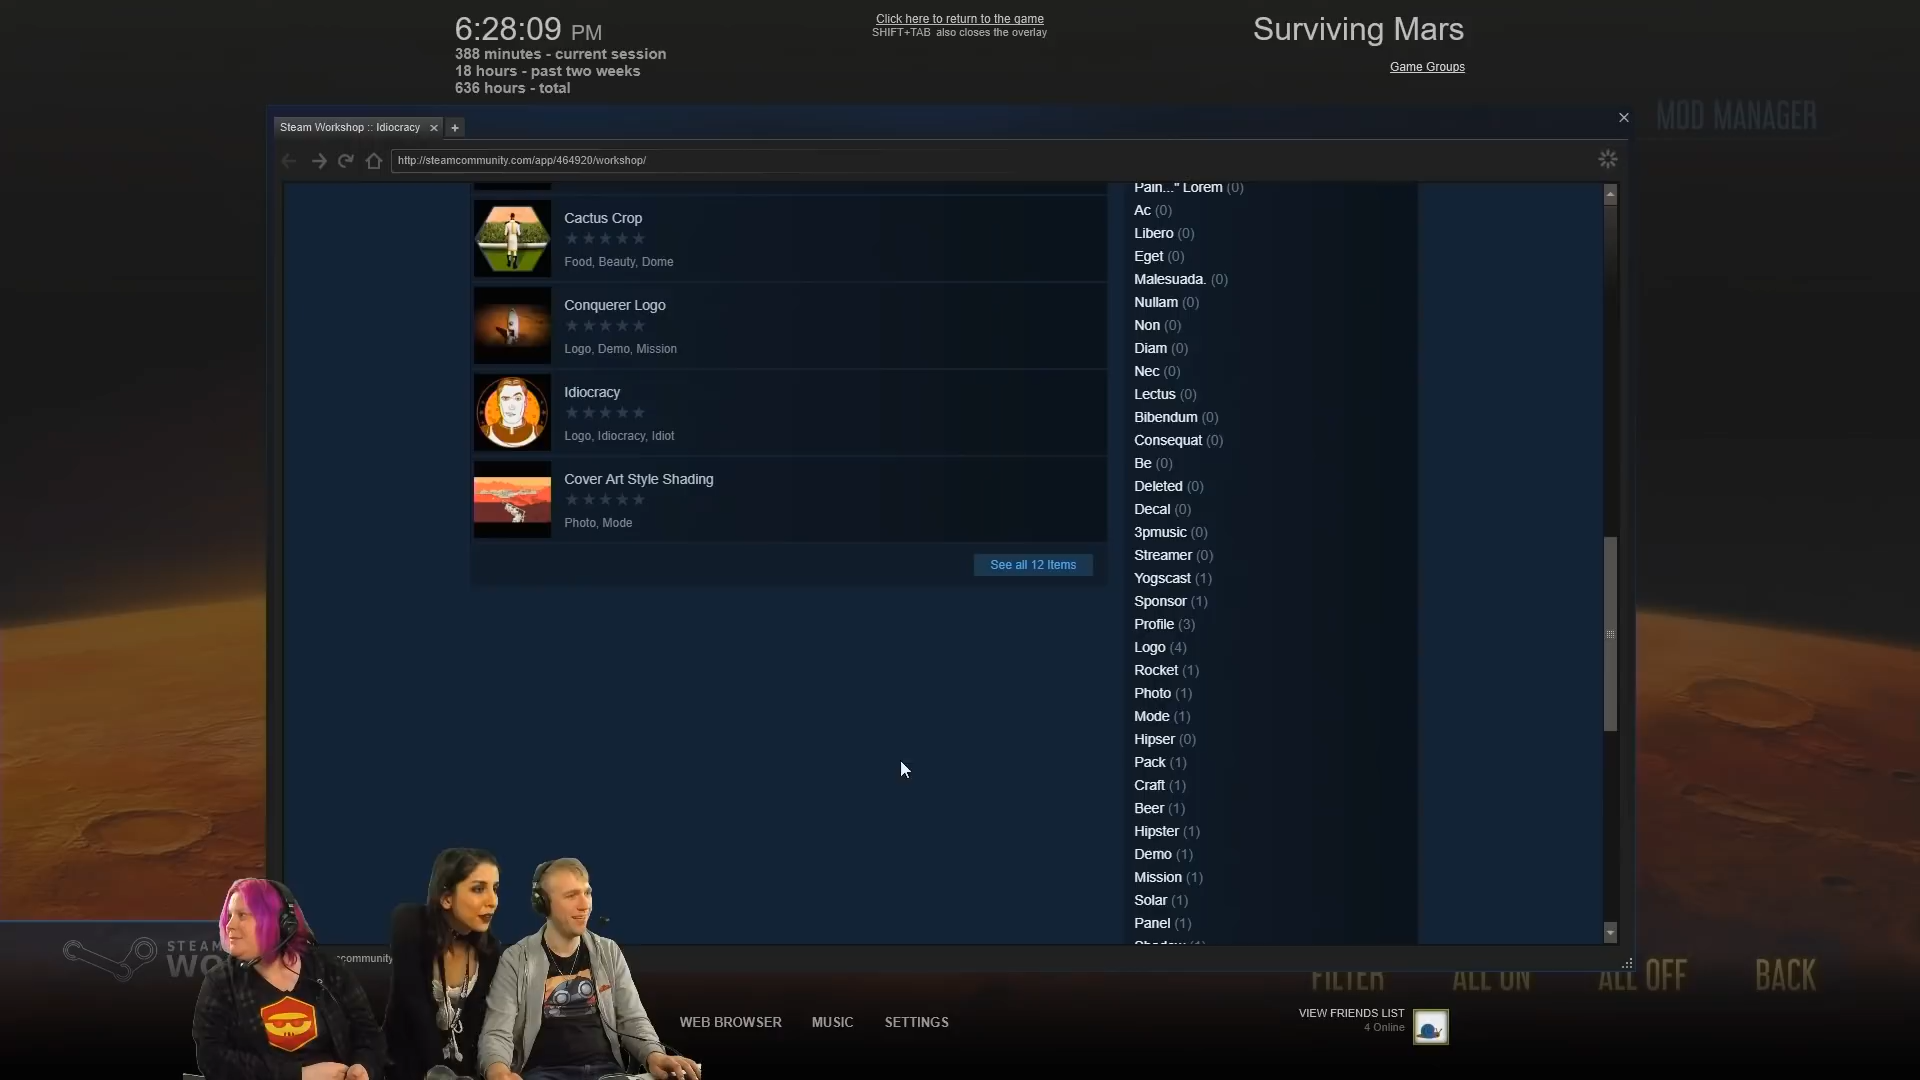 6:28:09 PM
388 minutes - current session
18 hours - past two weeks
636 hours - total
Click here to return to the game
SHIFT+TAB also closes the overlay
Surviving Mars
Game Groups
MOD MANAGER
Steam Workshop :: Idiocracy
http://steamcommunity.com/app/464920/workshop/
Cactus Crop
Food, Beauty, Dome
Conquerer Logo
Logo, Demo, Mission
Idiocracy
Logo, Idiocracy, Idiot
Cover Art Style Shading
Photo, Mode
See all 12 items
Pain..." Lorem (0)
Ac (0)
Libero (0)
Eget (0)
Malesuada. (0)
Nullam (0)
Non (0)
Diam (0)
Nec (0)
Lectus (0)
Bibendum (0)
Consequat (0)
Be (0)
Deleted (0)
Decal (0)
3pmusic (0)
Streamer (0)
Yogscast (1)
Sponsor (1)
Profile (3)
Logo (4)
Rocket (1)
Photo (1)
Mode (1)
Hipser (0)
Pack (1)
Craft (1)
Beer (1)
Hipster (1)
Demo (1)
Mission (1)
Solar (1)
Panel (1)
STEAM
FILTER
ALL ON
ALL OFF
BACK
WEB BROWSER
MUSIC
SETTINGS
VIEW FRIENDS LIST
4 Online